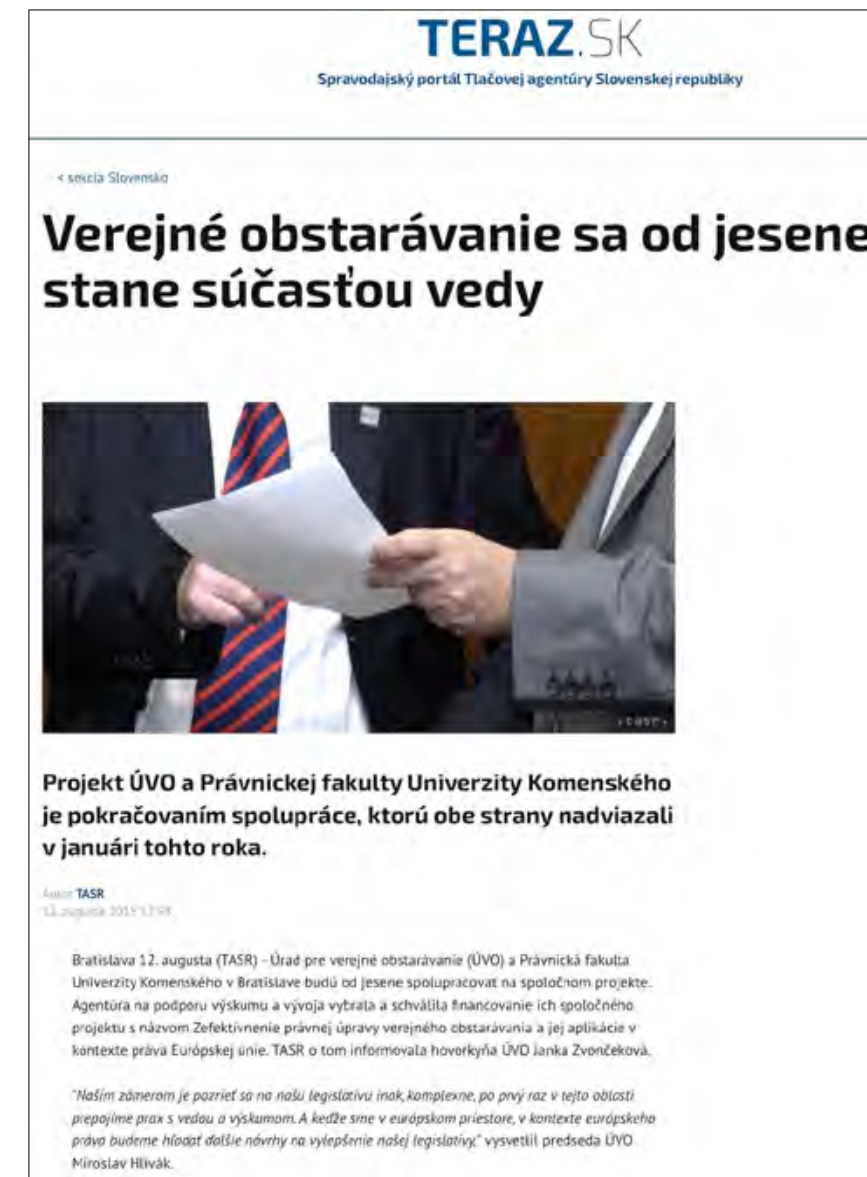 TERAZ.SK
Spravodajský portál Tlačovej agentúry Slovenskej republiky
< sekcia Slovensko
Verejné obstarávanie sa od jesene
stane súčasťou vedy
Projekt ÚVO a Právnickej fakulty Univerzity Komenského
je pokračovaním spolupráce, ktorú obe strany nadviazali
v januári tohto roka.
Autor TASR
12. augusta
Bratislava 12. augusta (TASR) - Úrad pre verejné obstarávanie (ÚVO) a Právnická fakulta
Univerzity Komenského v Bratislave budú od jesene spolupracovať na spoločnom projekte.
Agentúra na podporu výskumu a vývoja vybrala a schválila financovanie ich spoločného
projektu s názvom Zefektívnenie právnej úpravy verejného obstarávania a jej aplikácie v
kontexte práva Európskej únie. TASR o tom informovala hovorkyňa ÚVO Janka Zvončeková.
"Naším zámerom je pozrieť sa na našu legislatívu inak, komplexne, po prvý raz v tejto oblasti
prepojíme prax s vedou a výskumom. A keďže sme v európskom priestore, v kontexte európskeho
práva budeme hľadať ďalšie návrhy na vylepšenie našej legislatívy," vysvetlil predseda ÚVO
Miroslav Hlivák.